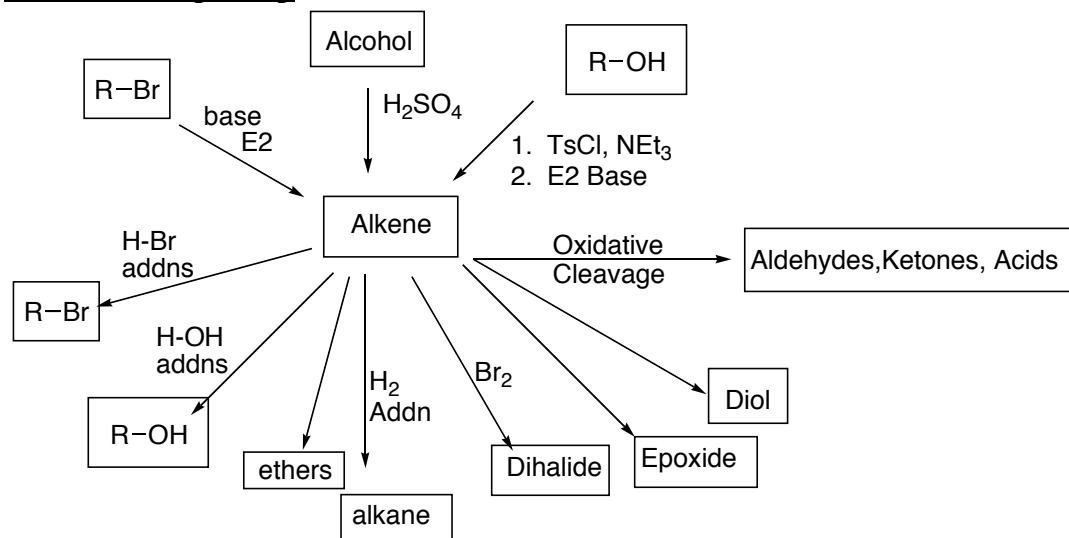 Alcohol
R–OH
R–Br
H₂SO₄
base
E2
1. TsCl, NEt₃
2. E2 Base
Alkene
H-Br
addns
Oxidative
Cleavage
Aldehydes,Ketones, Acids
R–Br
H-OH
addns
H₂
Addn
Br₂
Diol
R–OH
ethers
Dihalide
Epoxide
alkane